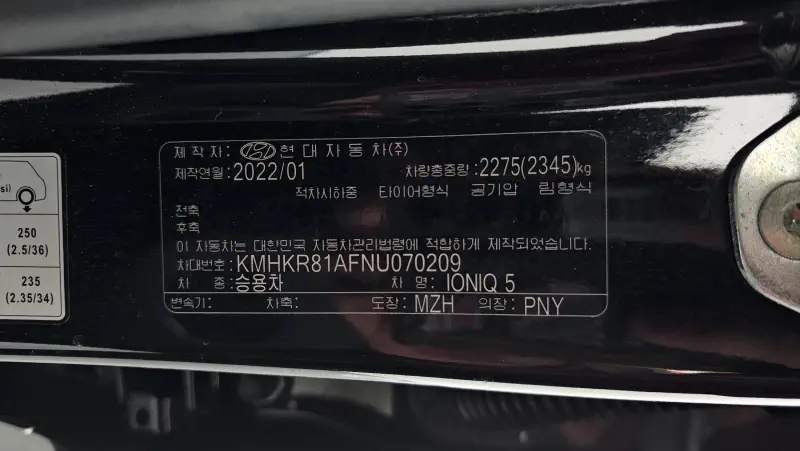 제작자: 현대자동차(주)
제작연월: 2022/01 차량총중량: 2275(2345)kg
적차시하중 타이어형식 공기압 림형식
전축
후축
이 자동차는 대한민국 자동차관리법령에 적합하게 제작되었습니다.
차대번호: KMHKR81AFNU070209
차 종: 승용차 차 명: IONIQ 5
변속기: 차축: 도장: MZH 의장: PNY
si)
250
(2.5/36)
235
(2.35/34)